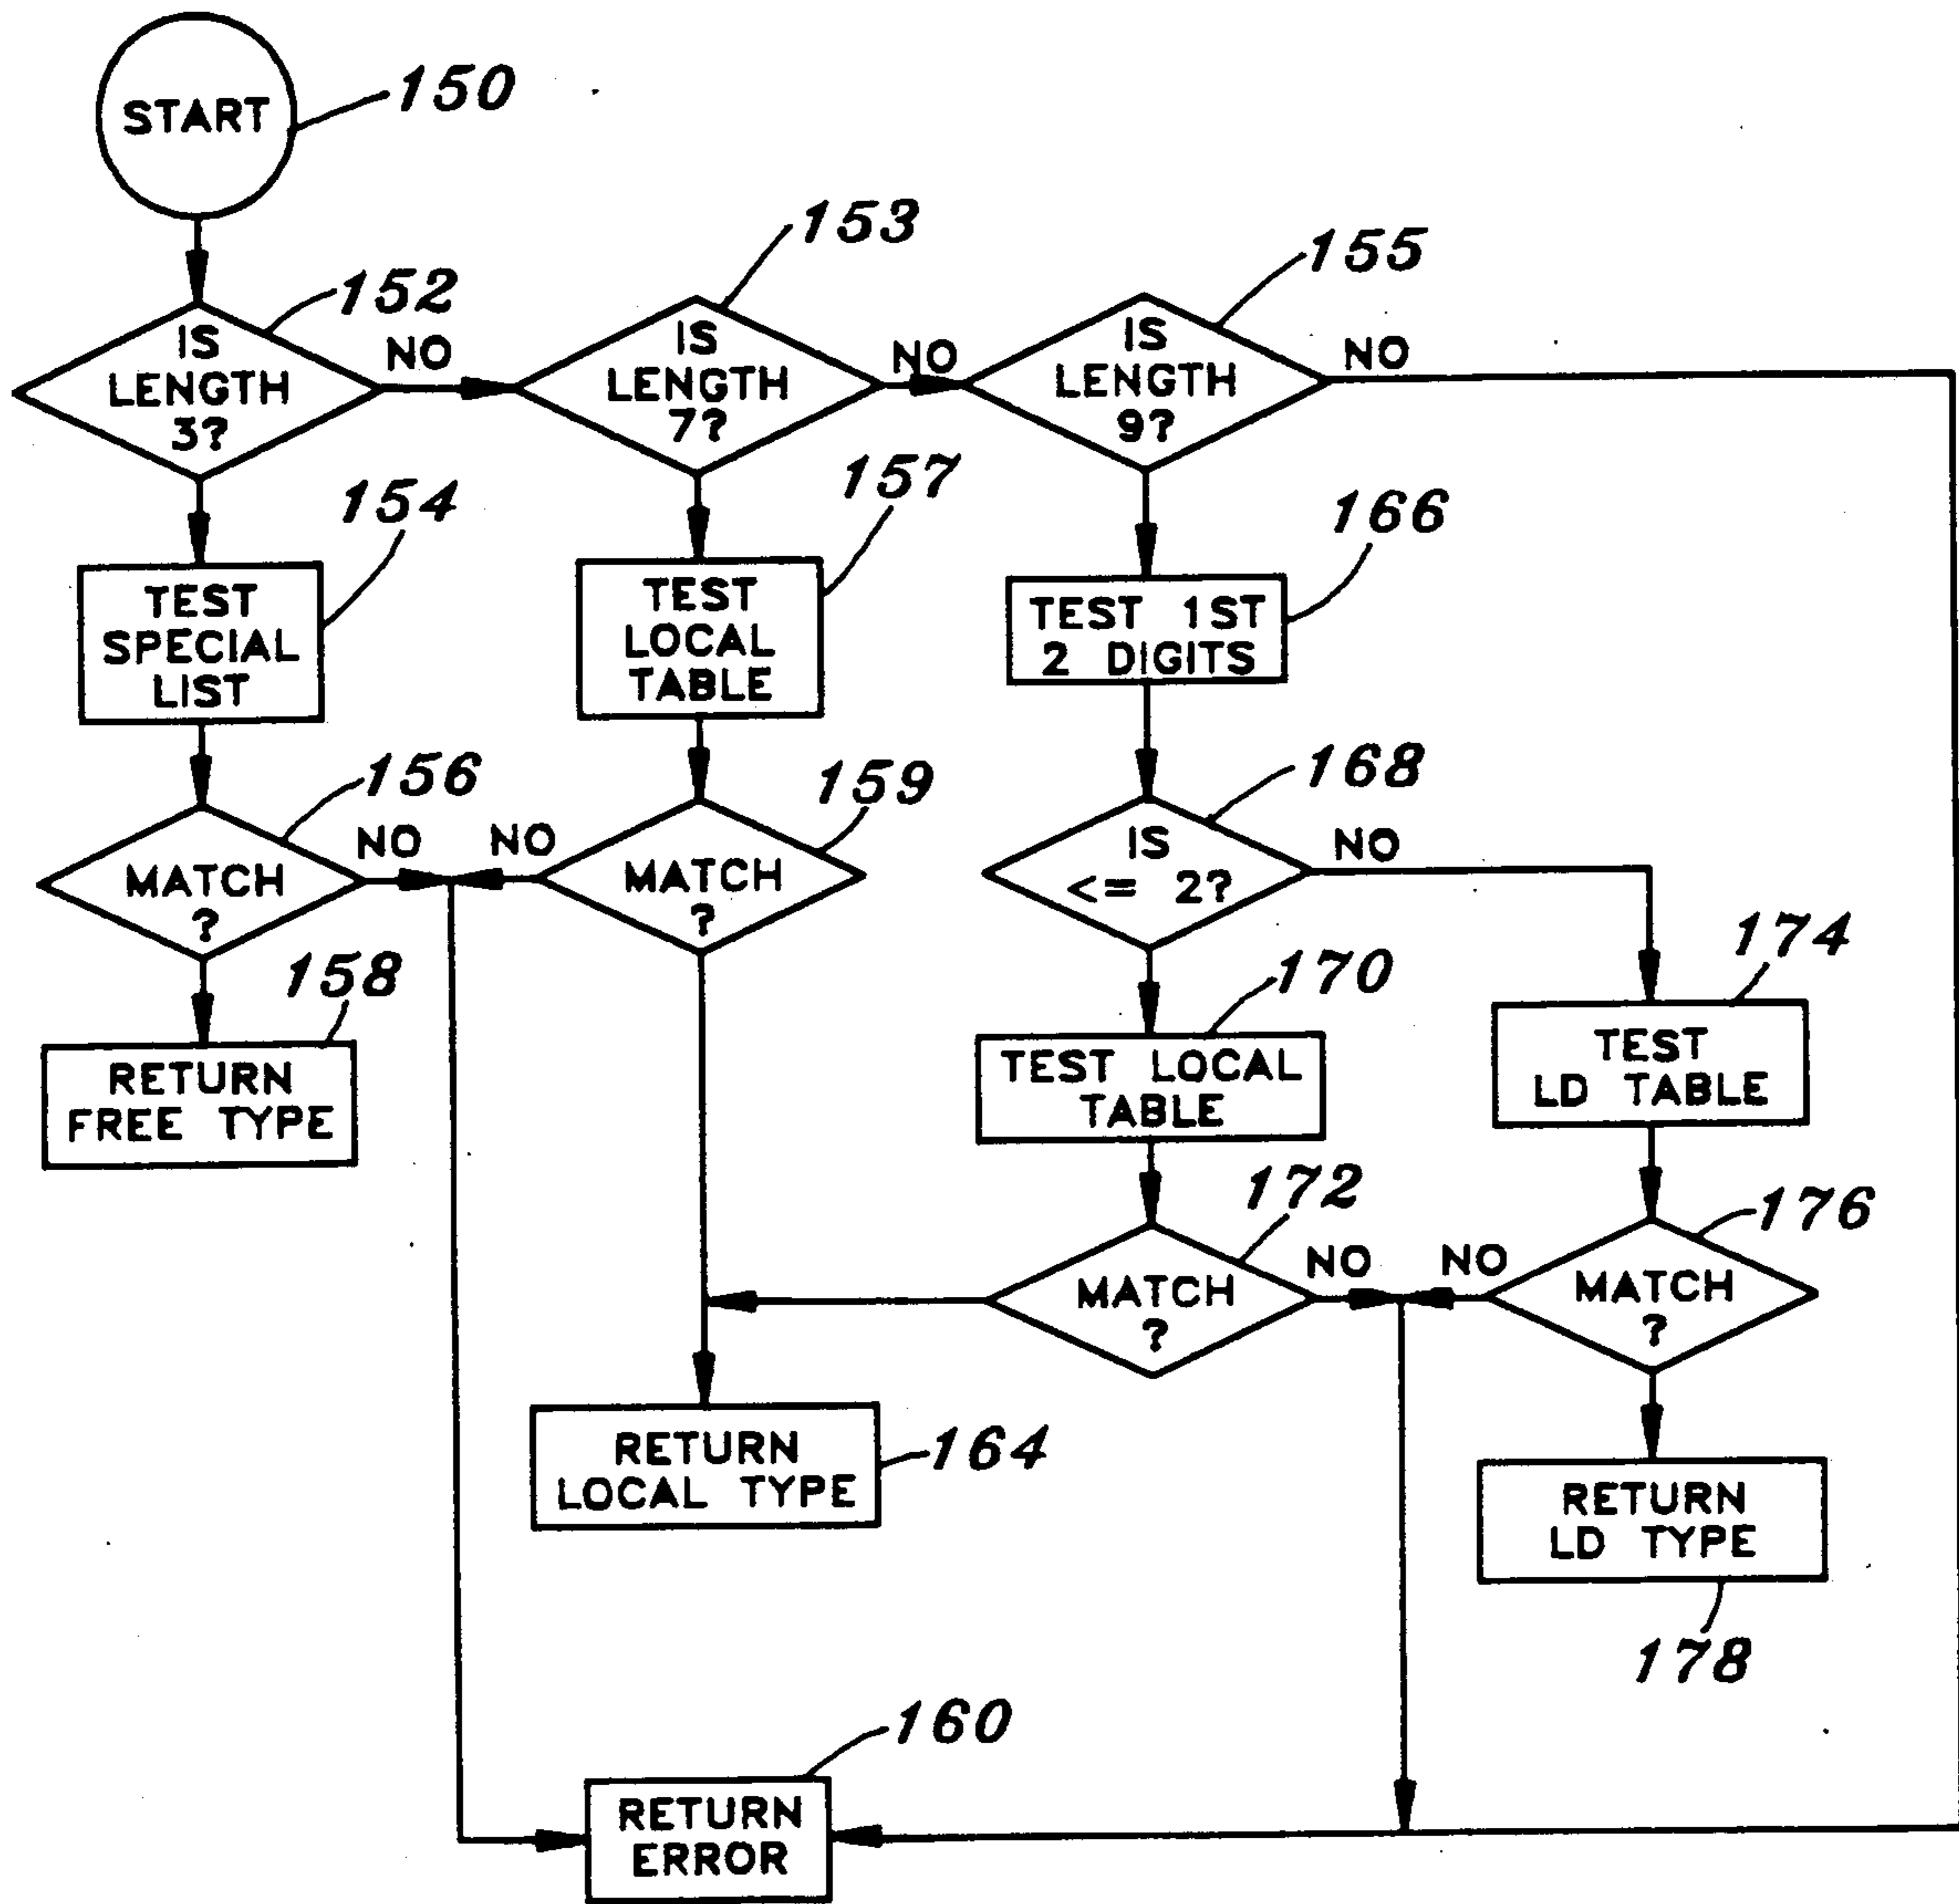 START
150
152
IS
LENGTH
3?
NO
153
IS
LENGTH
7?
NO
155
IS
LENGTH
9?
NO
154
TEST
SPECIAL
LIST
157
TEST
LOCAL
TABLE
166
TEST 1ST
2 DIGITS
156
MATCH
?
NO
159
NO
MATCH
?
168
IS
<= 2?
NO
158
RETURN
FREE TYPE
170
TEST LOCAL
TABLE
174
TEST
LD TABLE
172
MATCH
?
NO
176
NO
MATCH
?
RETURN
LOCAL TYPE
164
RETURN
LD TYPE
178
160
RETURN
ERROR